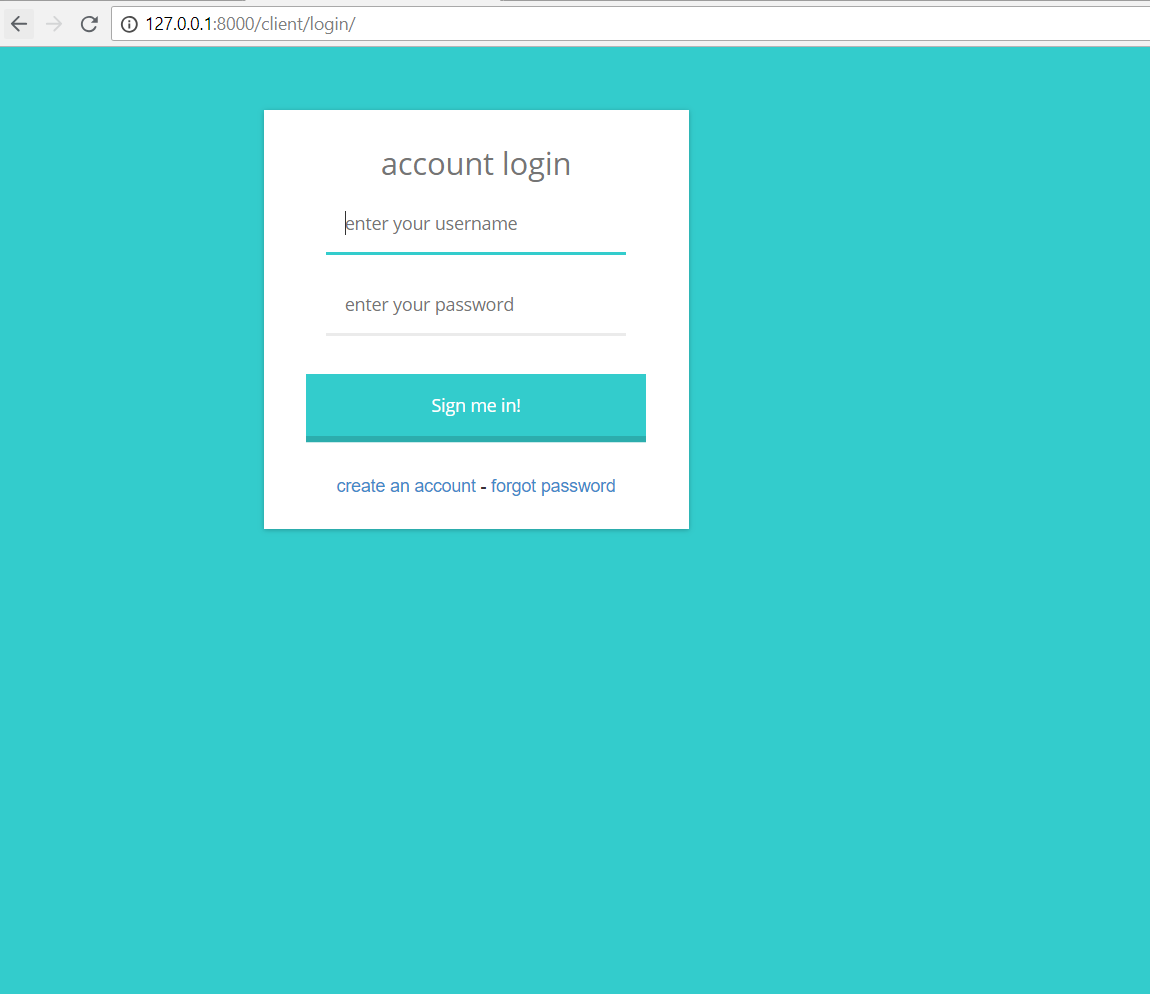 127.0.0.1:8000/client/login/
account login
enter your username
enter your password
Sign me in!
create an account - forgot password